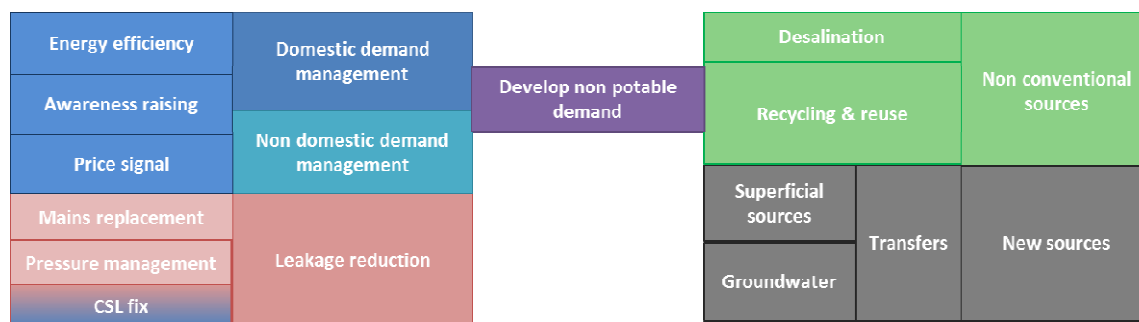 Energy efficiency
Awareness raising
Price signal
Mains replacement
Pressure management
CSL fix
Domestic demand
management
Non domestic demand
management
Leakage reduction
Develop non potable
demand
Desalination
Recycling & reuse
Non conventional
sources
Superficial
sources
Groundwater
Transfers
New sources